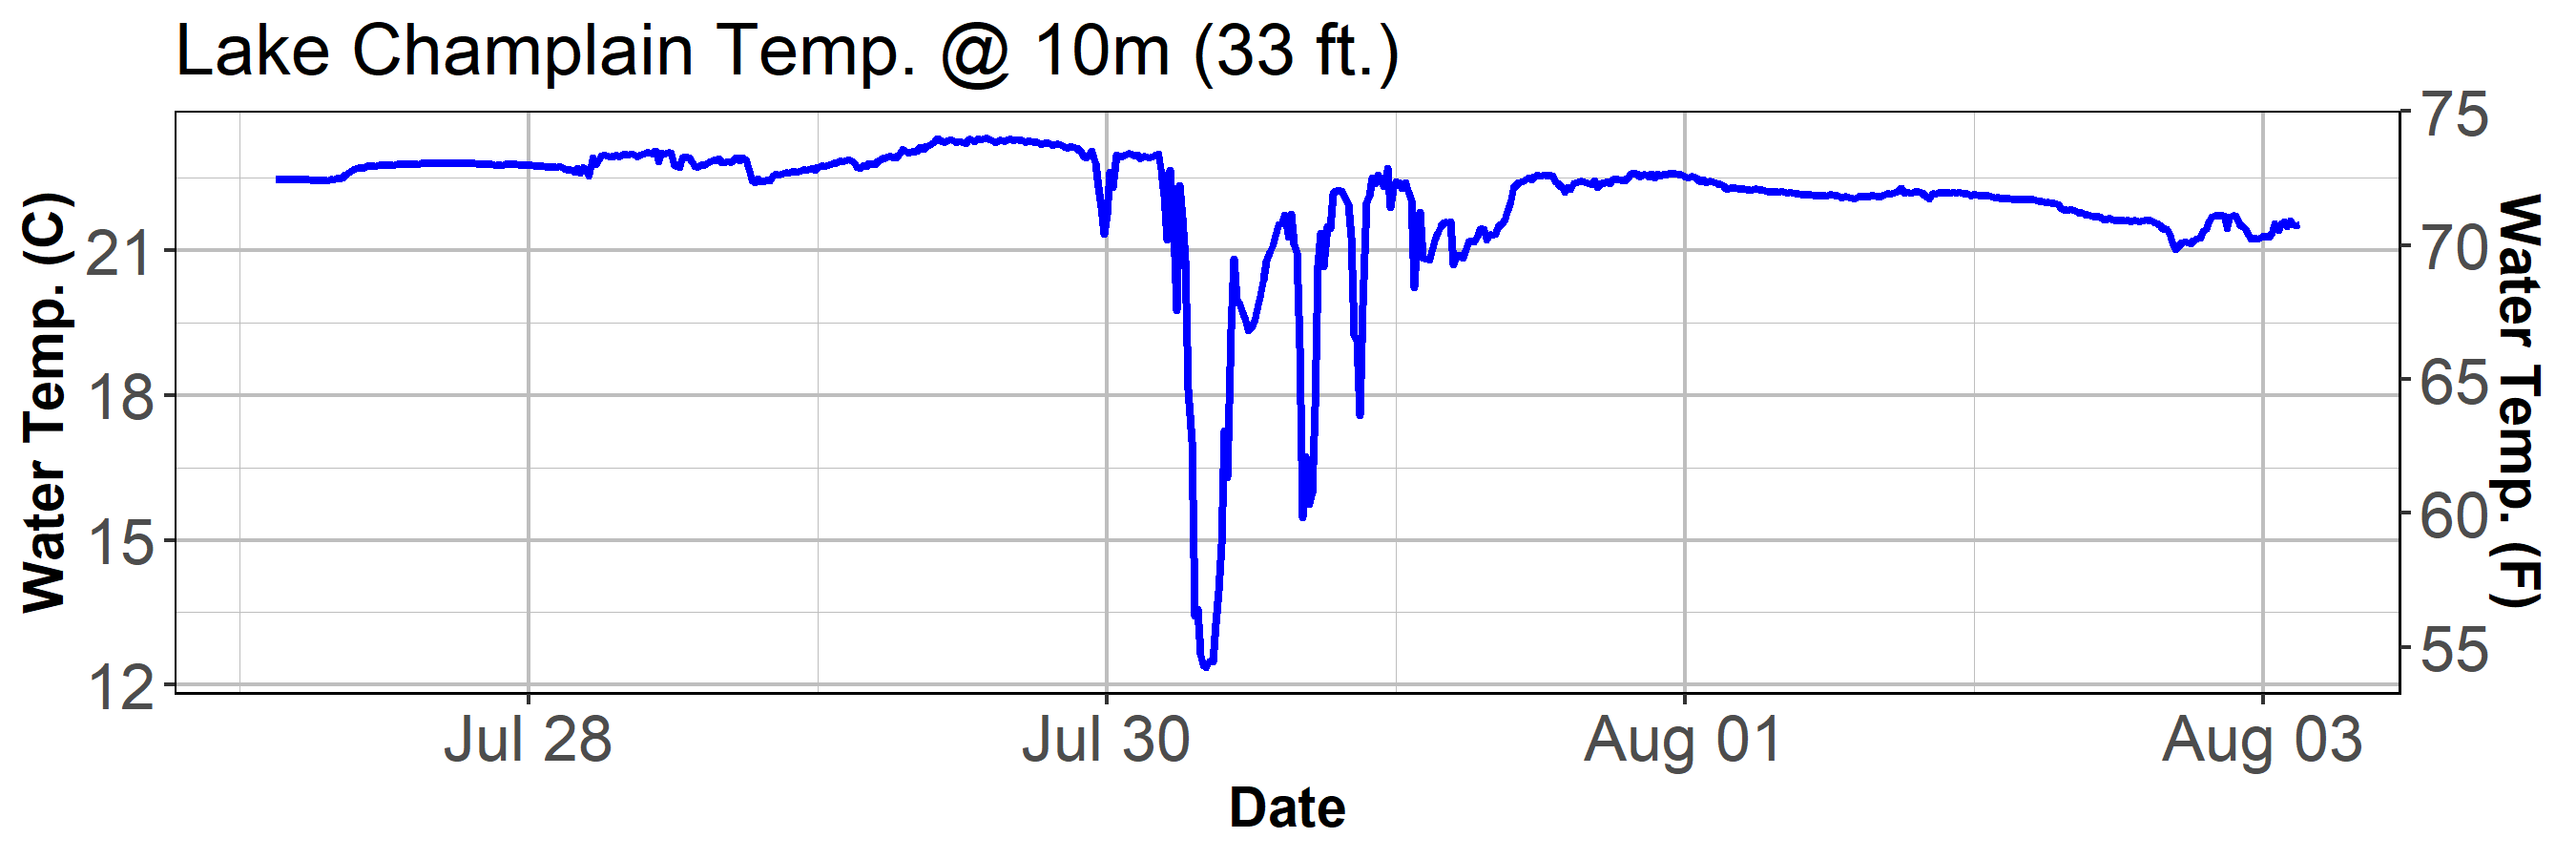 Lake Champlain Temp. @ 10m (33 ft.)
Water Temp. (C)
21
18
15
12
75
70
65
60
55
Water Temp. (F)
Jul 28
Jul 30
Aug 01
Aug 03
Date